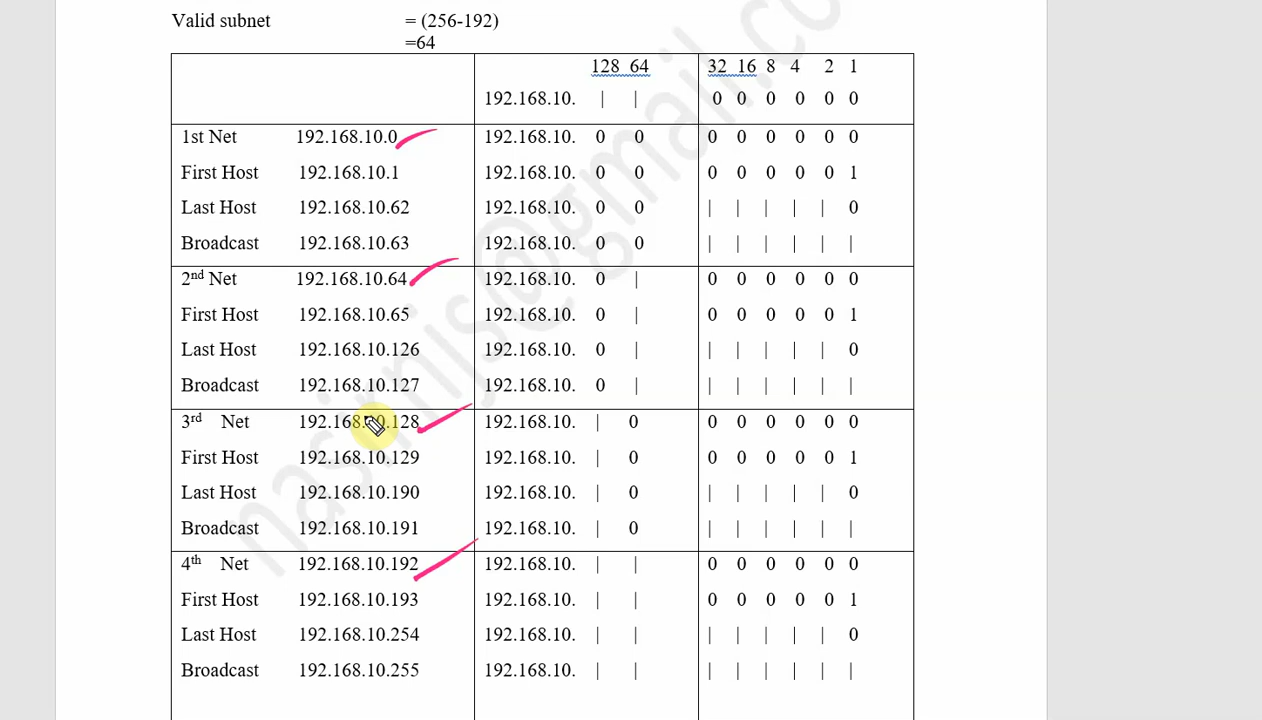 Valid subnet = (256-192)
=64
128 64 32 16 8 4 2 1
192.168.10. | | 0 0 0 0 0 0
1st Net 192.168.10.0 192.168.10. 0 0 0 0 0 0 0 0
First Host 192.168.10.1 192.168.10. 0 0 0 0 0 0 0 1
Last Host 192.168.10.62 192.168.10. 0 0 | | | | | 0
Broadcast 192.168.10.63 192.168.10. 0 0 | | | | | |
2nd Net 192.168.10.64 192.168.10. 0 | 0 0 0 0 0 0
First Host 192.168.10.65 192.168.10. 0 | 0 0 0 0 0 1
Last Host 192.168.10.126 192.168.10. 0 | | | | | | 0
Broadcast 192.168.10.127 192.168.10. 0 | | | | | | |
3rd Net 192.168.10.128 192.168.10. | 0 0 0 0 0 0 0
First Host 192.168.10.129 192.168.10. | 0 0 0 0 0 0 1
Last Host 192.168.10.190 192.168.10. | 0 | | | | | 0
Broadcast 192.168.10.191 192.168.10. | 0 | | | | | |
4th Net 192.168.10.192 192.168.10. | | 0 0 0 0 0 0
First Host 192.168.10.193 192.168.10. | | 0 0 0 0 0 1
Last Host 192.168.10.254 192.168.10. | | | | | | | 0
Broadcast 192.168.10.255 192.168.10. | | | | | | | |